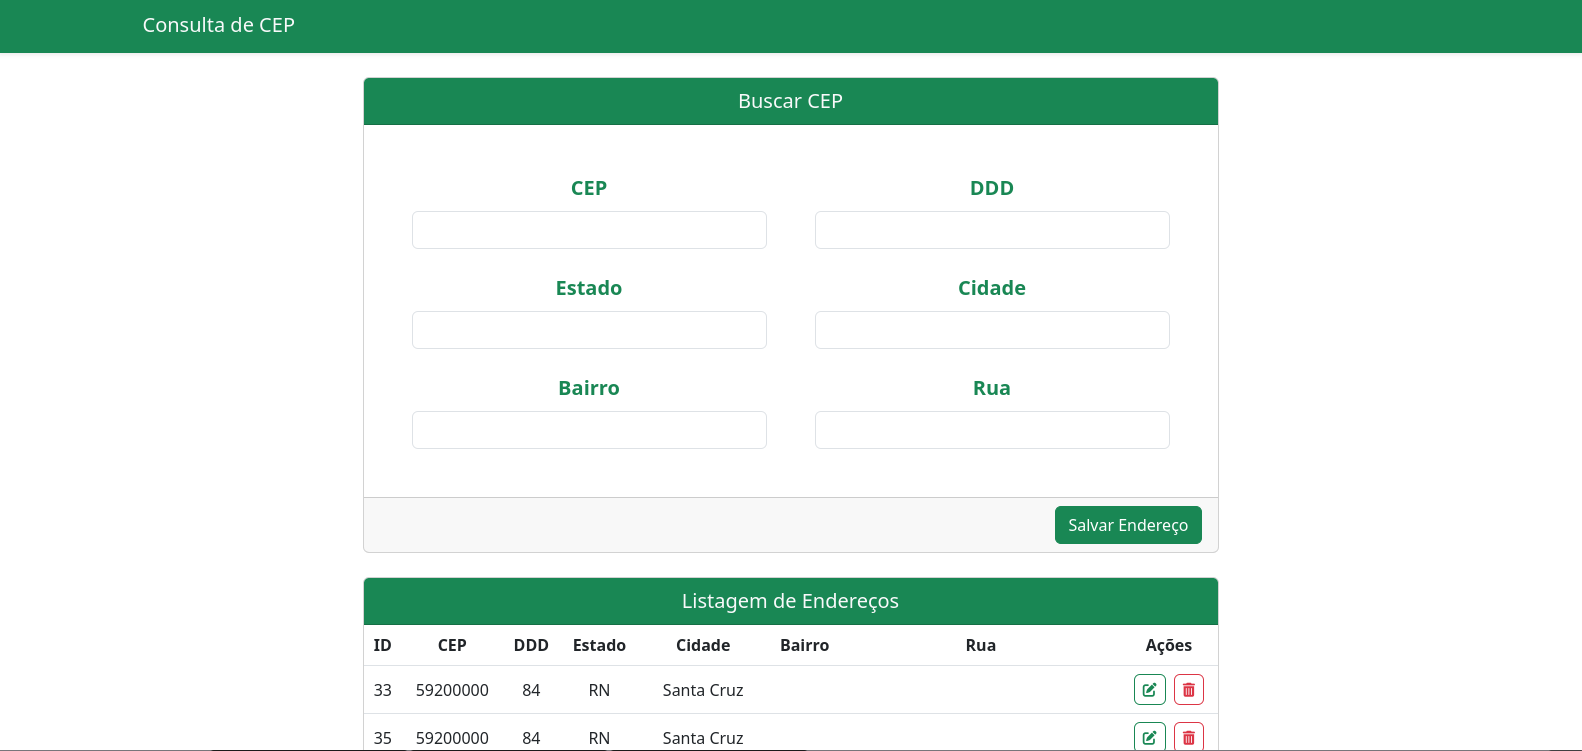 Consulta de CEP
Buscar CEP
CEP DDD
Estado Cidade
Bairro Rua
Salvar Endereço
Listagem de Endereços
ID CEP DDD Estado Cidade Bairro Rua Ações
33 59200000 84 RN Santa Cruz
35 59200000 84 RN Santa Cruz